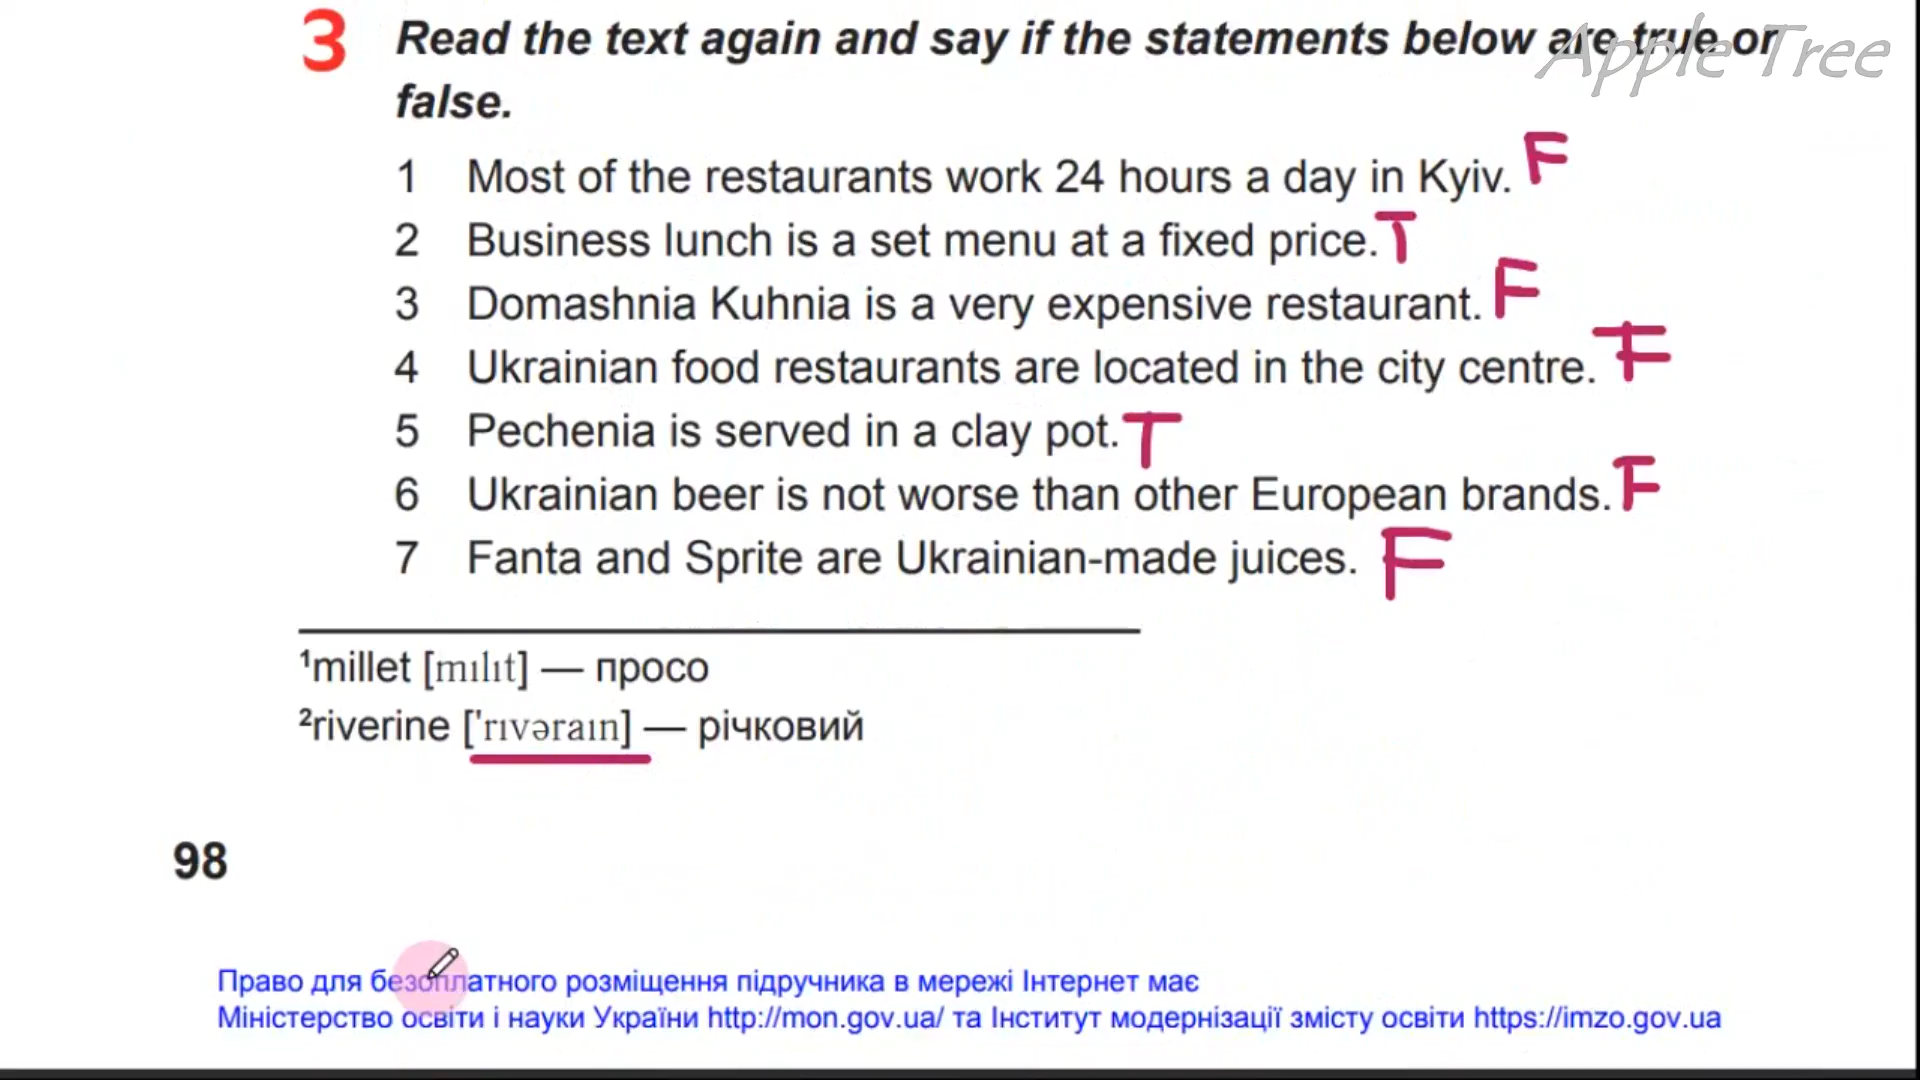 Apple Tree
3 Read the text again and say if the statements below are true or
false.
1 Most of the restaurants work 24 hours a day in Kyiv. F
2 Business lunch is a set menu at a fixed price. T
3 Domashnia Kuhnia is a very expensive restaurant. F
4 Ukrainian food restaurants are located in the city centre. F
5 Pechenia is served in a clay pot. T
6 Ukrainian beer is not worse than other European brands. F
7 Fanta and Sprite are Ukrainian-made juices. F
¹millet [mılıt] — просо
²riverine ['rıvəraın] — річковий
98
Право для безоплатного розміщення підручника в мережі Інтернет має
Міністерство освіти і науки України http://mon.gov.ua/ та Інститут модернізації змісту освіти https://imzo.gov.ua